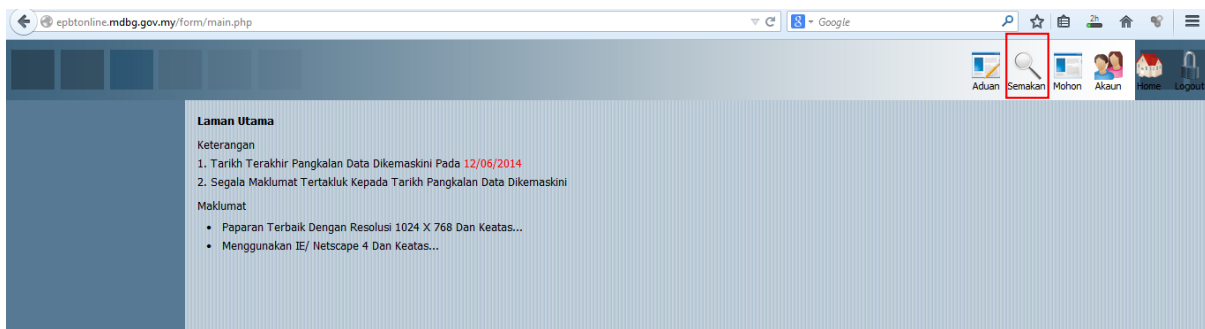 epbtonline.mdbg.gov.my/form/main.php
8 Google
2h
Aduan Semakan Mohon Akaun Home Logout
Laman Utama
Keterangan
1. Tarikh Terakhir Pangkalan Data Dikemaskini Pada 12/06/2014
2. Segala Maklumat Tertakluk Kepada Tarikh Pangkalan Data Dikemaskini
Maklumat
• Paparan Terbaik Dengan Resolusi 1024 X 768 Dan Keatas...
• Menggunakan IE/ Netscape 4 Dan Keatas...